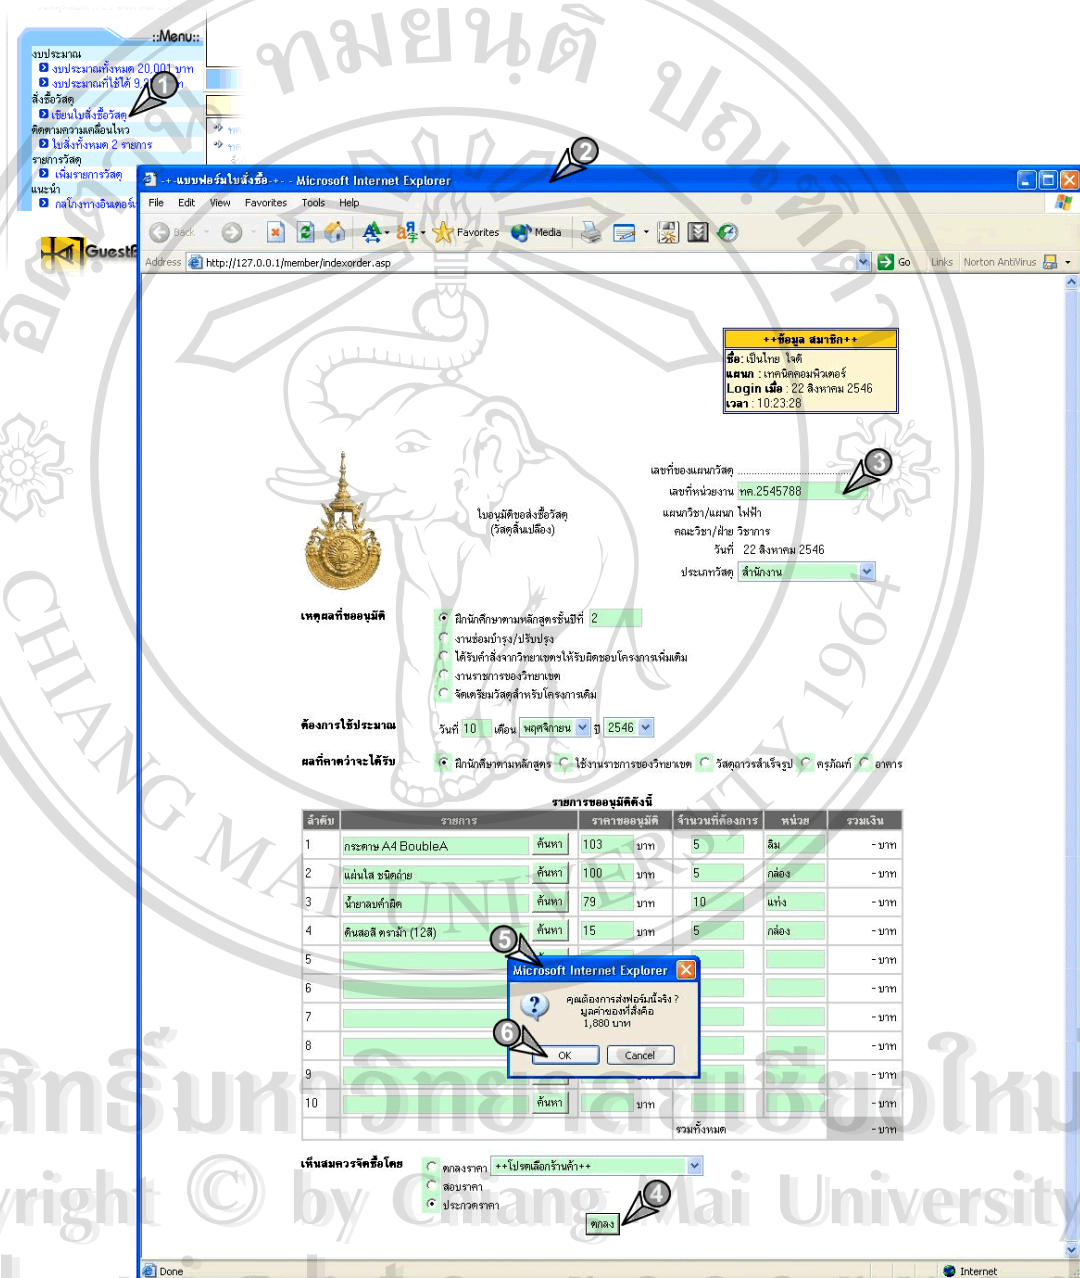 ::Menu::
งบประมาณ
งบประมาณทั้งหมด 20,001 บาท
งบประมาณที่ใช้ได้
สั่งซื้อวัสดุ
เขียนใบสั่งซื้อวัสดุ
ติดตามความเคลื่อนไหว
ใบสั่งทั้งหมด 2 รายการ
รายการวัสดุ
เพิ่มรายการวัสดุ
แนะนำ
กลโกงทางอินเตอร์
1
2
-+-แบบฟอร์มใบสั่งซื้อ-+- - Microsoft Internet Explorer
File Edit View Favorites Tools Help
Back Favorites Media
Address http://127.0.0.1/member/indexorder.asp Go Links Norton AntiVirus
++ข้อมูล สมาชิก++
ชื่อ: เป็นไทย ใจดี
แผนก : เทคนิคคอมพิวเตอร์
Login เมื่อ : 22 สิงหาคม 2546
เวลา : 10:23:28
เลขที่ของแผนกวัสดุ
3
เลขที่หน่วยงาน ทค.2545788
ใบอนุมัติขอส่งซื้อวัสดุ
(วัสดุสิ้นเปลือง)
แผนกวิชา/แผนก ไฟฟ้า
คณะวิชา/ฝ่าย วิชาการ
วันที่ 22 สิงหาคม 2546
ประเภทวัสดุ สำนักงาน
เหตุผลที่ขออนุมัติ
ฝึกนักศึกษาตามหลักสูตรชั้นปีที่ 2
งานซ่อมบำรุง/ปรับปรุง
ได้รับคำสั่งจากวิทยาเขตฯให้รับผิดชอบโครงการเพิ่มเติม
งานราชการของวิทยาเขต
จัดเตรียมวัสดุสำหรับโครงการเดิม
ต้องการใช้ประมาณ วันที่ 10 เดือน พฤศจิกายน ปี 2546
ผลที่คาดว่าจะได้รับ ฝึกนักศึกษาตามหลักสูตร ใช้งานราชการของวิทยาเขต วัสดุถาวรสำเร็จรูป ครุภัณฑ์ อาคาร
รายการขออนุมัติดังนี้
ลำดับ รายการ ราคาขออนุมัติ จำนวนที่ต้องการ หน่วย รวมเงิน
1 กระดาษ A4 BoubleA ค้นหา 103 บาท 5 ลิม - บาท
2 แผ่นใส ชนิดถ่าย ค้นหา 100 บาท 5 กล่อง - บาท
3 น้ำยาลบคำผิด ค้นหา 79 บาท 10 แท่ง - บาท
4 ดินสอสี ตราม้า (12สี) ค้นหา 15 บาท 5 กล่อง - บาท
5 - บาท
5
Microsoft Internet Explorer
คุณต้องการส่งฟอร์มนี้จริง ?
มูลค่าของที่สั่งคือ
1,880 บาท
6
OK Cancel
6 - บาท
7 - บาท
8 - บาท
9 - บาท
10 ค้นหา บาท - บาท
รวมทั้งหมด - บาท
เห็นสมควรจัดซื้อโดย
ตกลงราคา ++โปรดเลือกร้านค้า++
สอบราคา
ประกวดราคา
4
ตกลง
Done Internet
CHIANG MAI UNIVERSITY 1964
Copyright © by Chiang Mai University